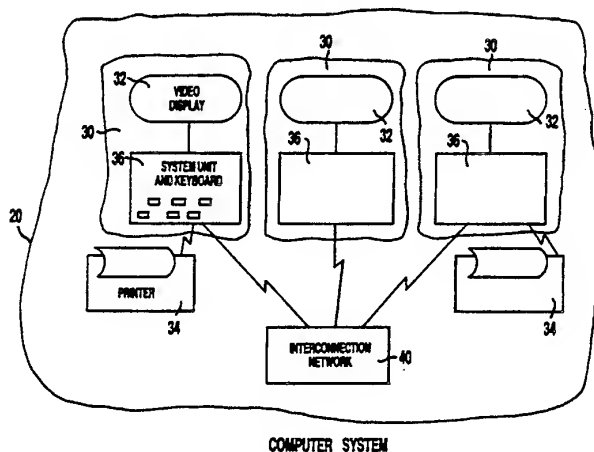 30
30
32
VIDEO
DISPLAY
32
32
30
36
36
36
SYSTEM UNIT
AND KEYBOARD
20
PRINTER
34
34
INTERCONNECTION
NETWORK
40
COMPUTER SYSTEM